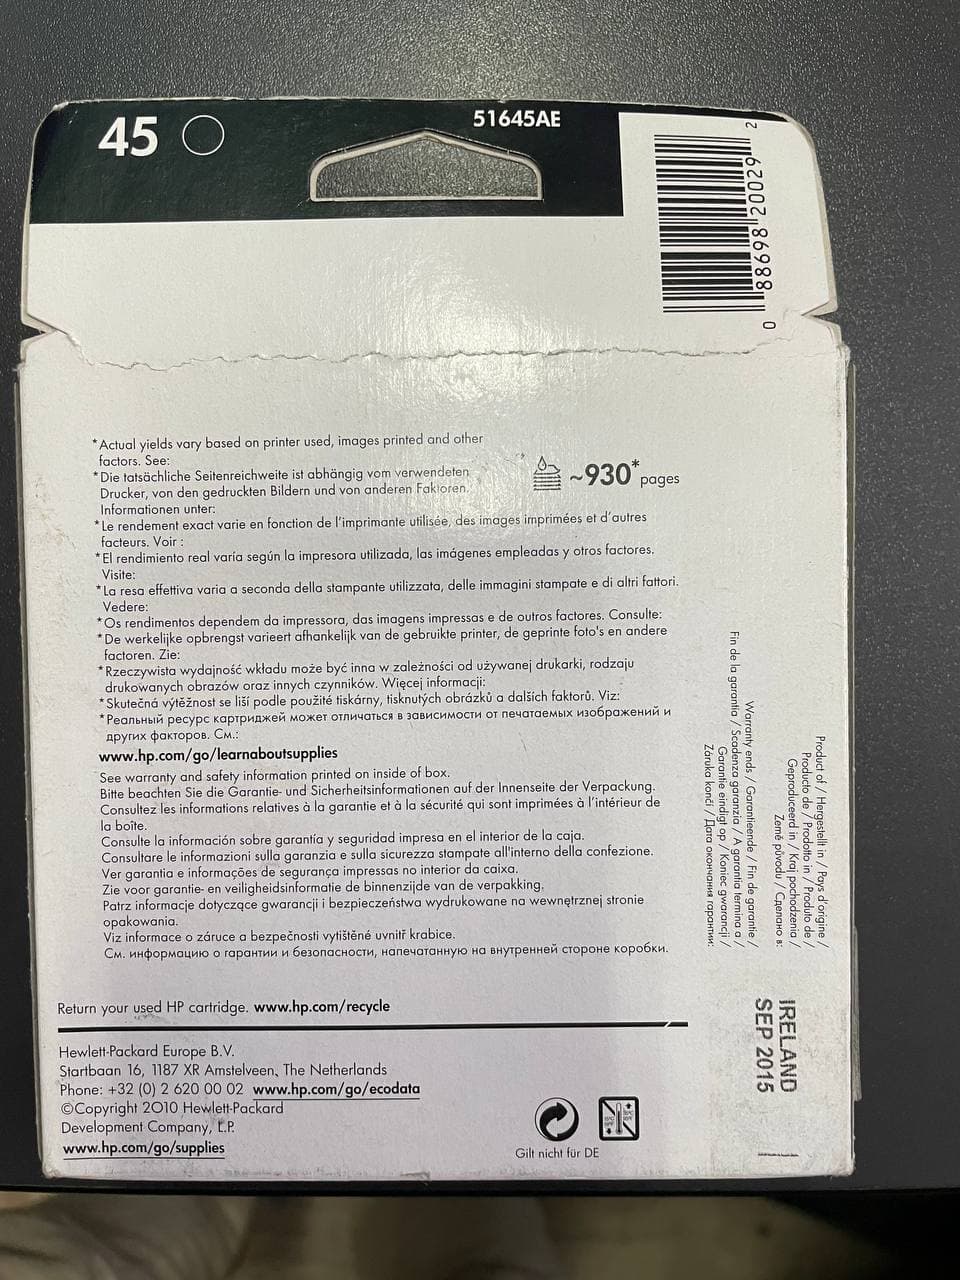 45
51645AE
0 886982 00292 2
*Actual yields vary based on printer used, images printed and other
factors. See:
*Die tatsächliche Seitenreichweite ist abhängig vom verwendeten
Drucker, von den gedruckten Bildern und von anderen Faktoren.
Informationen unter:
*Le rendement exact varie en fonction de l'imprimante utilisée, des images imprimées et d'autres
facteurs. Voir :
*El rendimiento real varía según la impresora utilizada, las imágenes empleadas y otros factores.
Visite:
*La resa effettiva varia a seconda della stampante utilizzata, delle immagini stampate e di altri fattori.
Vedere:
*Os rendimentos dependem da impressora, das imagens impressas e de outros factores. Consulte:
*De werkelijke opbrengst varieert afhankelijk van de gebruikte printer, de geprinte foto's en andere
factoren. Zie:
*Rzeczywista wydajność wkładu może być inna w zależności od używanej drukarki, rodzaju
drukowanych obrazów oraz innych czynników. Więcej informacji:
*Skutečná výtěžnost se liší podle použité tiskárny, tisknutých obrázků a dalších faktorů. Viz:
*Реальный ресурс картриджей может отличаться в зависимости от печатаемых изображений и
других факторов. См.:
www.hp.com/go/learnaboutsupplies
~930* pages
See warranty and safety information printed on inside of box.
Bitte beachten Sie die Garantie- und Sicherheitsinformationen auf der Innenseite der Verpackung.
Consultez les informations relatives à la garantie et à la sécurité qui sont imprimées à l'intérieur de
la boîte.
Consulte la información sobre garantía y seguridad impresa en el interior de la caja.
Consultare le informazioni sulla garanzia e sulla sicurezza stampate all'interno della confezione.
Ver garantia e informações de segurança impressas no interior da caixa.
Zie voor garantie- en veiligheidsinformatie de binnenzijde van de verpakking.
Patrz informacje dotyczące gwarancji i bezpieczeństwa wydrukowane na wewnętrznej stronie
opakowania.
Viz informace o záruce a bezpečnosti vytištěné uvnitř krabice.
См. информацию о гарантии и безопасности, напечатанную на внутренней стороне коробки.
Product of / Hergestellt in / Pays d'origine /
Producto de / Prodotto in / Produto de /
Geproduceerd in / Kraj pochodzenia /
Země původu / Сделано в:
IRELAND
Warranty ends / Garantieende / Fin de garantie /
Fin de la garantía / Scadenza garanzia / A garantia termina a /
Garantie eindigt op / Koniec gwarancji /
Záruka končí / Дата окончания гарантии:
SEP 2015
Return your used HP cartridge. www.hp.com/recycle
Hewlett-Packard Europe B.V.
Startbaan 16, 1187 XR Amstelveen, The Netherlands
Phone: +32 (0) 2 620 00 02 www.hp.com/go/ecodata
©Copyright 2010 Hewlett-Packard
Development Company, L.P.
www.hp.com/go/supplies
Gilt nicht für DE